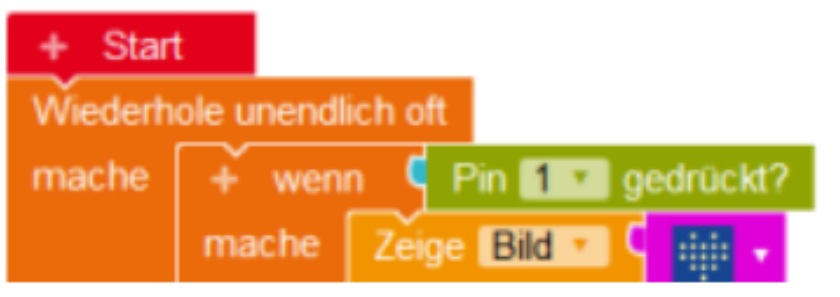 + Start
Wiederhole unendlich oft
mache + wenn Pin 1 gedrückt?
mache Zeige Bild